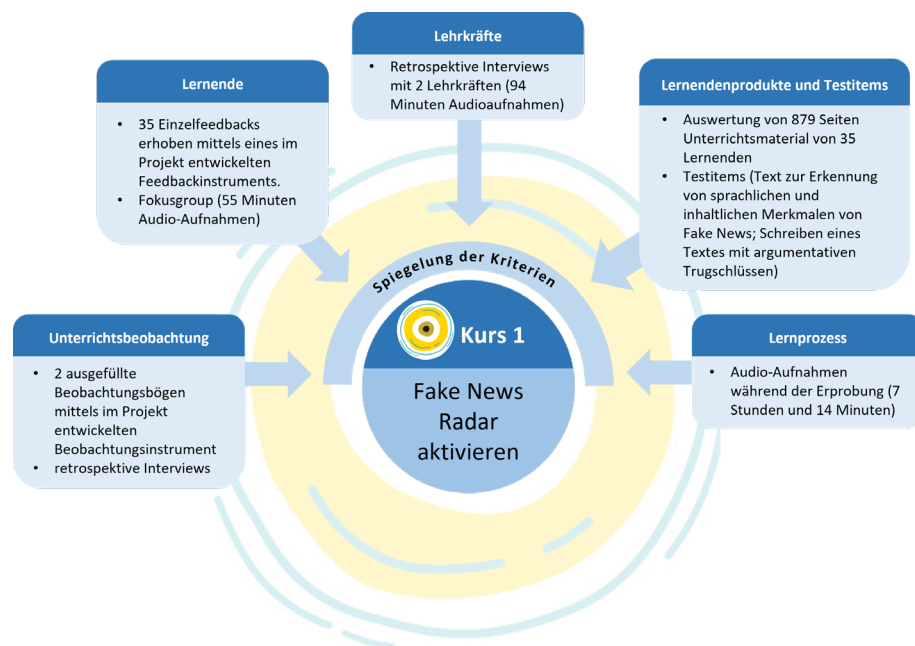 Lehrkräfte
• Retrospektive Interviews
mit 2 Lehrkräften (94
Minuten Audioaufnahmen)
Lernende
• 35 Einzelfeedbacks
erhoben mittels eines im
Projekt entwickelten
Feedbackinstruments.
• Fokusgroup (55 Minuten
Audio-Aufnahmen)
Lernendenprodukte und Testitems
• Auswertung von 879 Seiten
Unterrichtsmaterial von 35
Lernenden
• Testitems (Text zur Erkennung
von sprachlichen und
inhaltlichen Merkmalen von
Fake News; Schreiben eines
Textes mit argumentativen
Trugschlüssen)
Unterrichtsbeobachtung
• 2 ausgefüllte
Beobachtungsbögen
mittels im Projekt
entwickelten
Beobachtungsinstrument
• retrospektive Interviews
Spiegelung der Kriterien
Kurs 1
Fake News
Radar
aktivieren
Lernprozess
• Audio-Aufnahmen
während der Erprobung (7
Stunden und 14 Minuten)